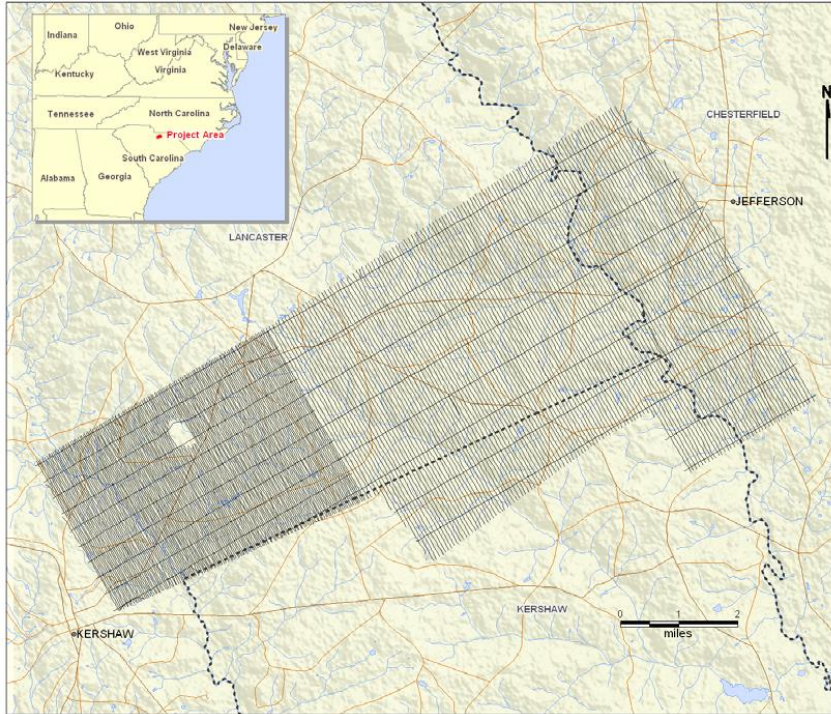 Indiana
Ohio
New Jersey
West Virginia
Delaware
Kentucky
Virginia
Tennessee
North Carolina
Project Area
South Carolina
Alabama
Georgia
N
CHESTERFIELD
JEFFERSON
LANCASTER
KERSHAW
KERSHAW
0 1 2
miles